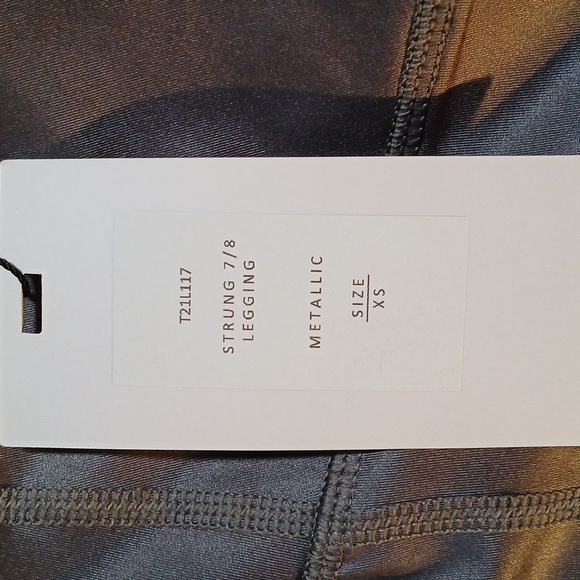 T21L117
STRUNG 7/8
LEGGING
METALLIC
SIZE
XS